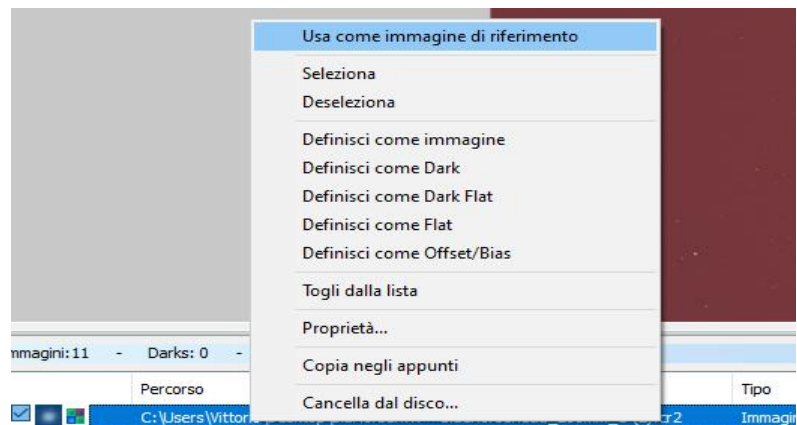 Usa come immagine di riferimento
Seleziona
Deseleziona
Definisci come immagine
Definisci come Dark
Definisci come Dark Flat
Definisci come Flat
Definisci come Offset/Bias
Togli dalla lista
Proprietà...
Copia negli appunti
Cancella dal disco...
mmagini:11 - Darks: 0 -
Percorso Tipo
C:\Users\Vittori cr2 Immagin